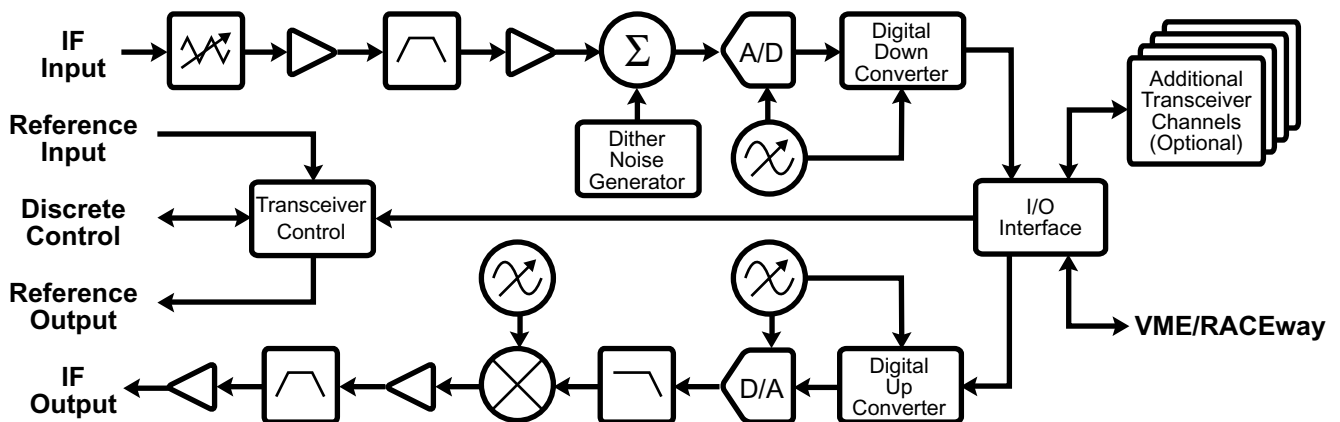 IF
Input
Σ
A/D
Digital
Down
Converter
Additional
Transceiver
Channels
(Optional)
Reference
Input
Dither
Noise
Generator
Discrete
Control
Transceiver
Control
I/O
Interface
Reference
Output
VME/RACEway
IF
Output
D/A
Digital
Up
Converter